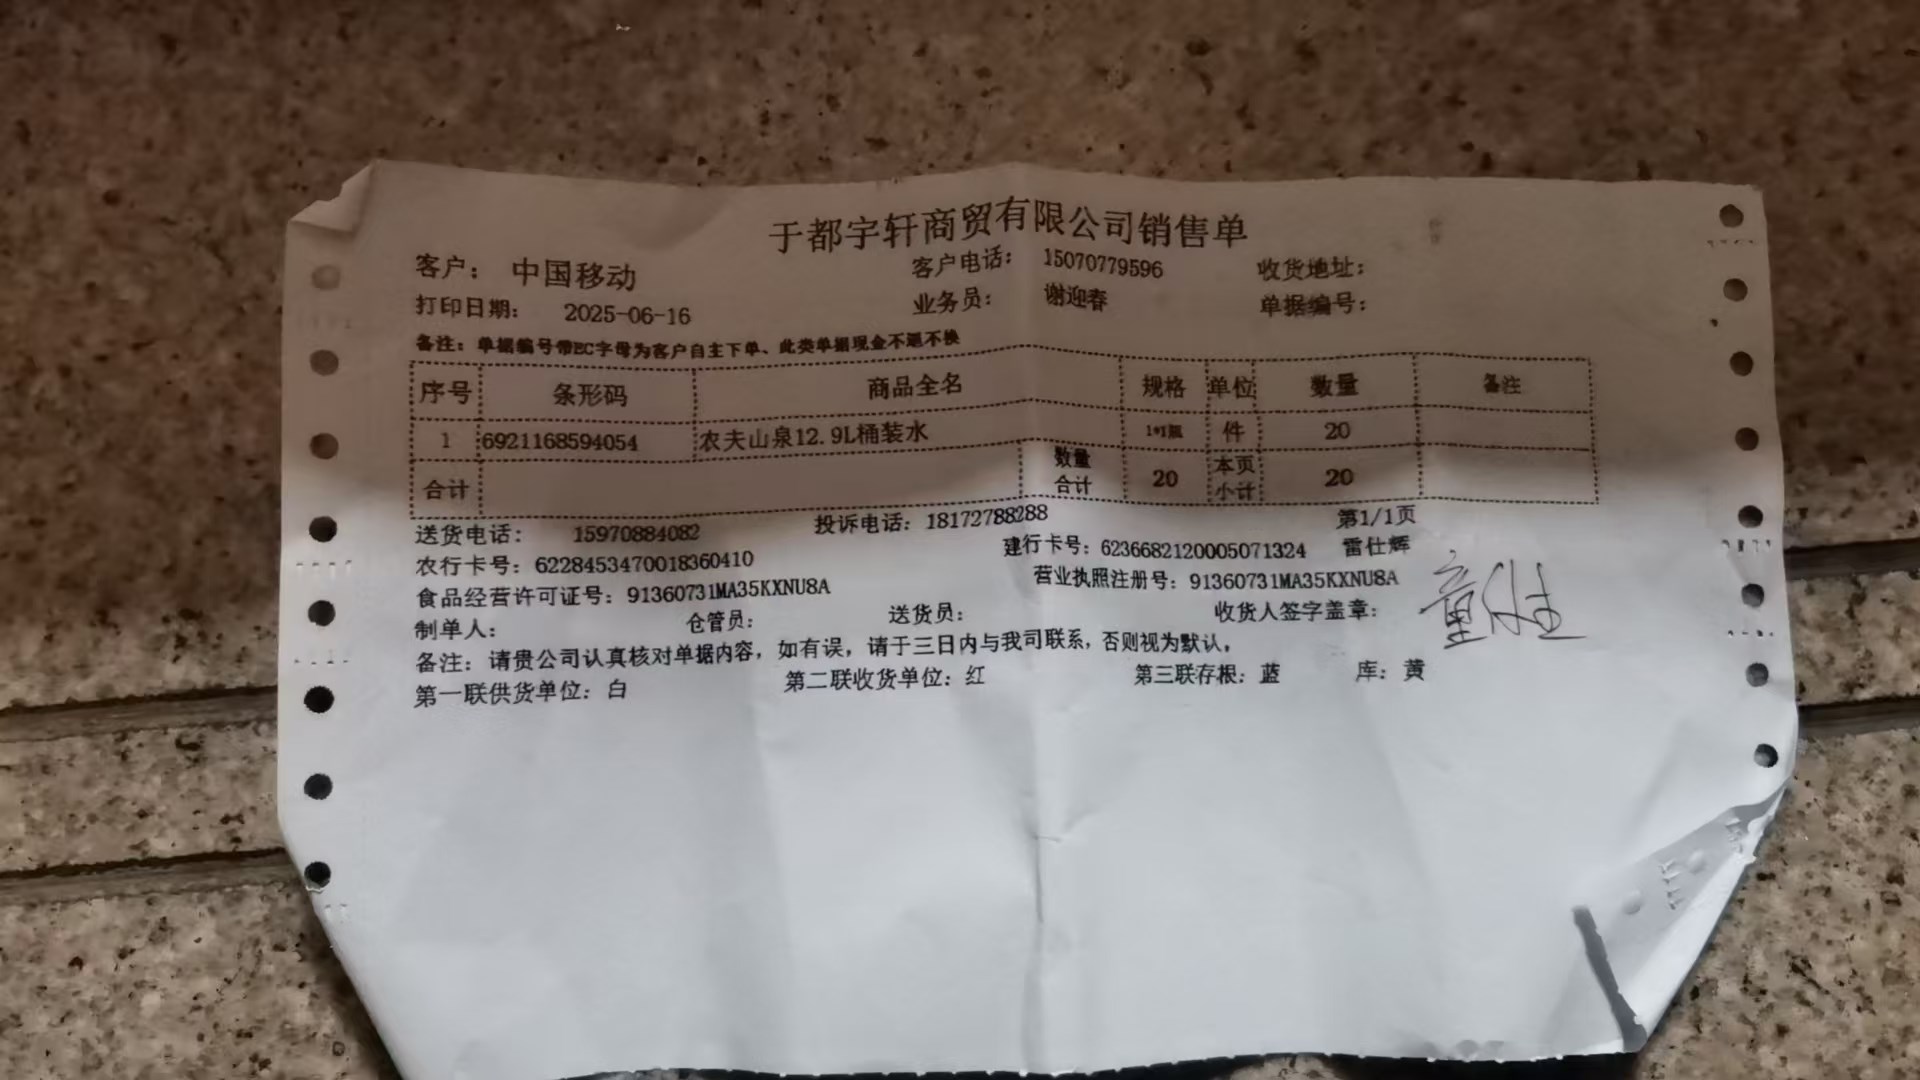 于都宇轩商贸有限公司销售单
客户： 中国移动 客户电话： 15070779596 收货地址：
打印日期： 2025-06-16 业务员： 谢迎春 单据编号：
备注：单据编号带EC字母为客户自主下单、此类单据现金不退不换
序号 条形码 商品全名 规格 单位 数量 备注
1 6921168594054 农夫山泉12.9L桶装水 1*1瓶 件 20
合计 数量合计 20 本页小计 20
送货电话： 15970884082 投诉电话：18172788288 第1/1页
农行卡号：6228453470018360410 建行卡号：6236682120005071324 雷仕辉
食品经营许可证号：91360731MA35KXNU8A 营业执照注册号：91360731MA35KXNU8A
制单人： 仓管员： 送货员： 收货人签字盖章：
备注：请贵公司认真核对单据内容，如有误，请于三日内与我司联系，否则视为默认。
第一联供货单位：白 第二联收货单位：红 第三联存根：蓝 库：黄